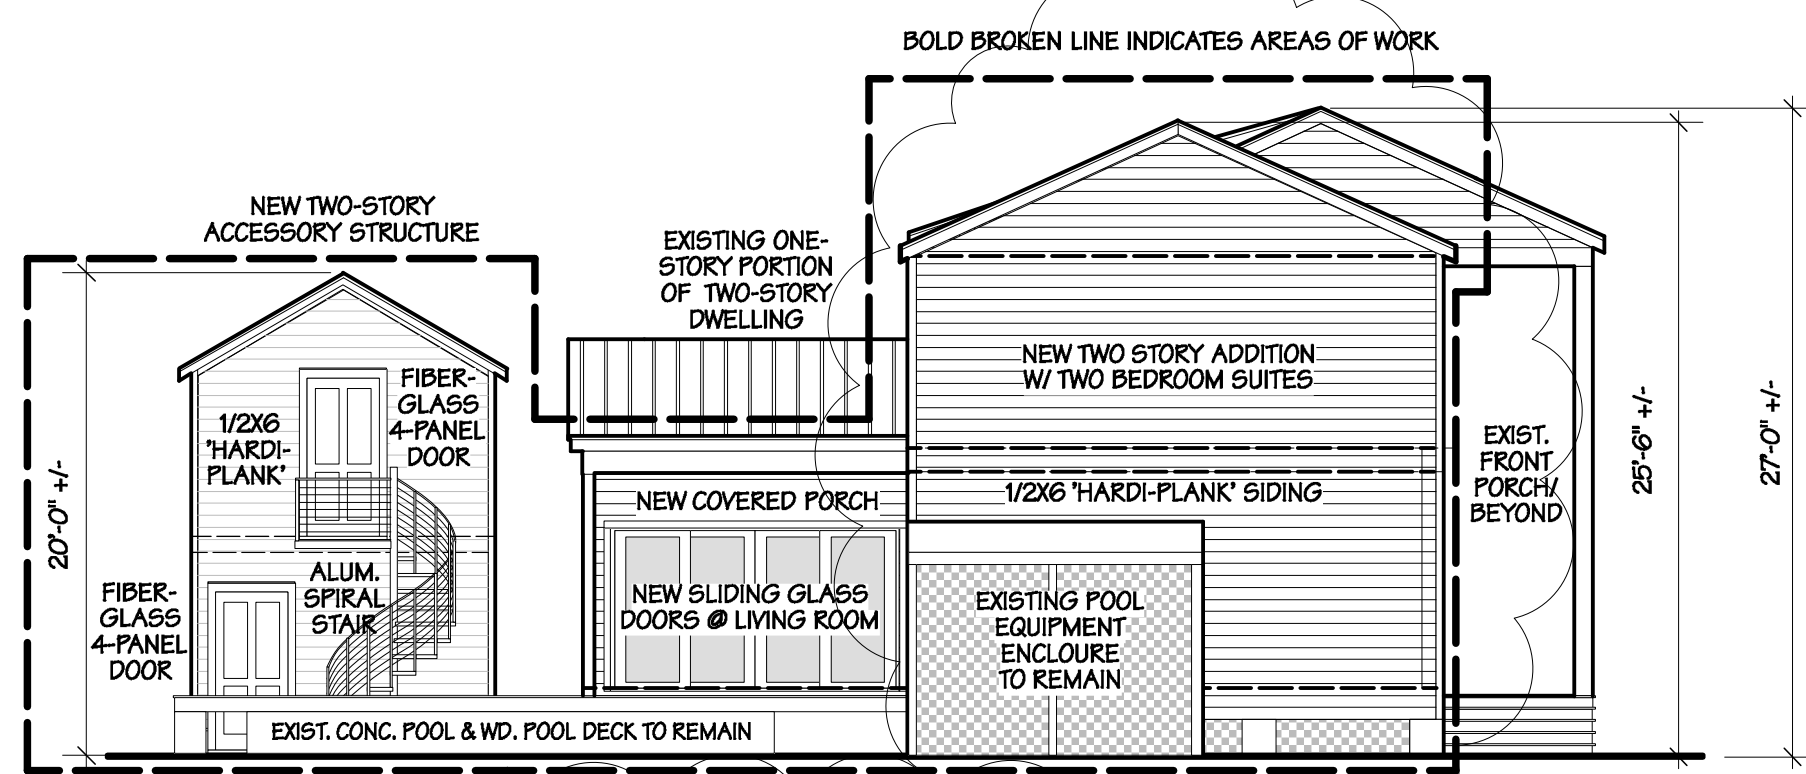 BOLD BROKEN LINE INDICATES AREAS OF WORK
NEW TWO-STORY
ACCESSORY STRUCTURE
EXISTING ONE-
STORY PORTION
OF TWO-STORY
DWELLING
NEW TWO STORY ADDITION
W/ TWO BEDROOM SUITES
FIBER-
GLASS
4-PANEL
DOOR
1/2X6
'HARDI-
PLANK'
20'-0" +/-
25'-6" +/-
27'-0" +/-
EXIST.
FRONT
PORCH/
BEYOND
NEW COVERED PORCH
1/2X6 'HARDI-PLANK' SIDING
ALUM.
SPIRAL
STAIR
FIBER-
GLASS
4-PANEL
DOOR
NEW SLIDING GLASS
DOORS @ LIVING ROOM
EXISTING POOL
EQUIPMENT
ENCLOURE
TO REMAIN
EXIST. CONC. POOL & WD. POOL DECK TO REMAIN